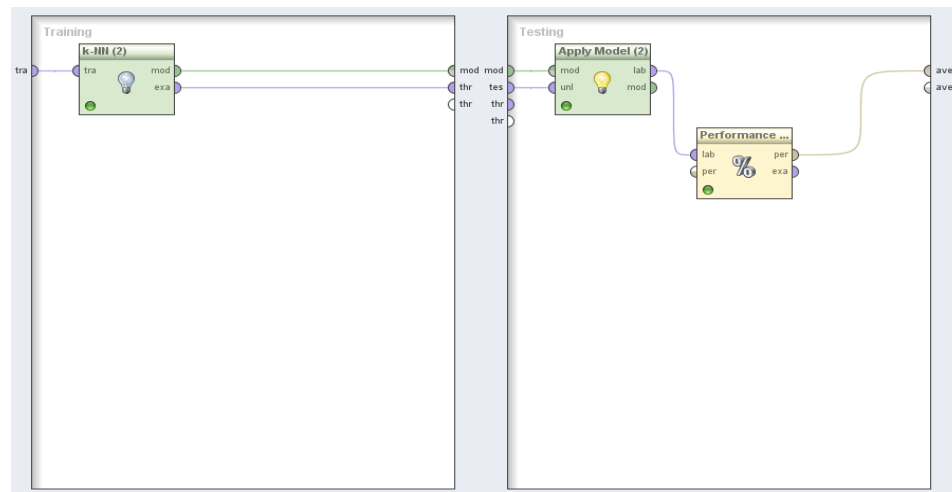 Training
Testing
k-NN (2)
Apply Model (2)
tra
tra
mod
mod
mod
mod
lab
ave
exa
thr
tes
unl
mod
ave
thr
thr
thr
Performance ...
lab
per
per
exa
%